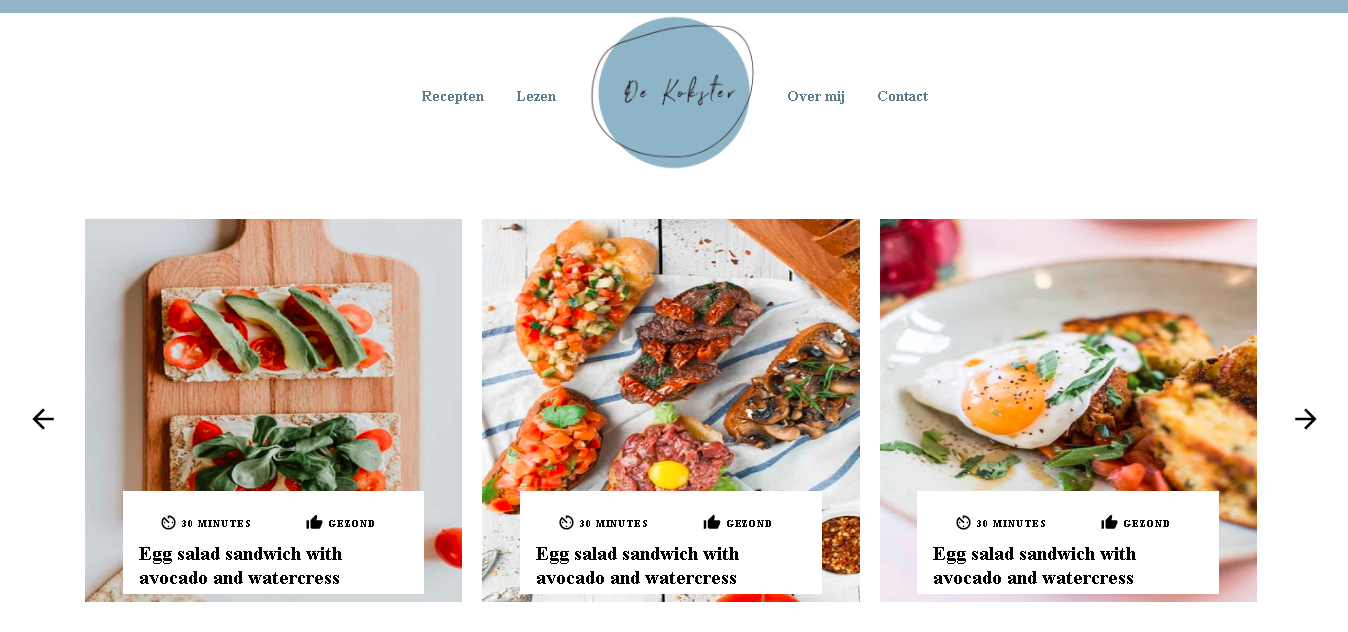 Recepten
Lezen
De Kokster
Over mij
Contact
30 MINUTES
GEZOND
Egg salad sandwich with
avocado and watercress
30 MINUTES
GEZOND
Egg salad sandwich with
avocado and watercress
30 MINUTES
GEZOND
Egg salad sandwich with
avocado and watercress